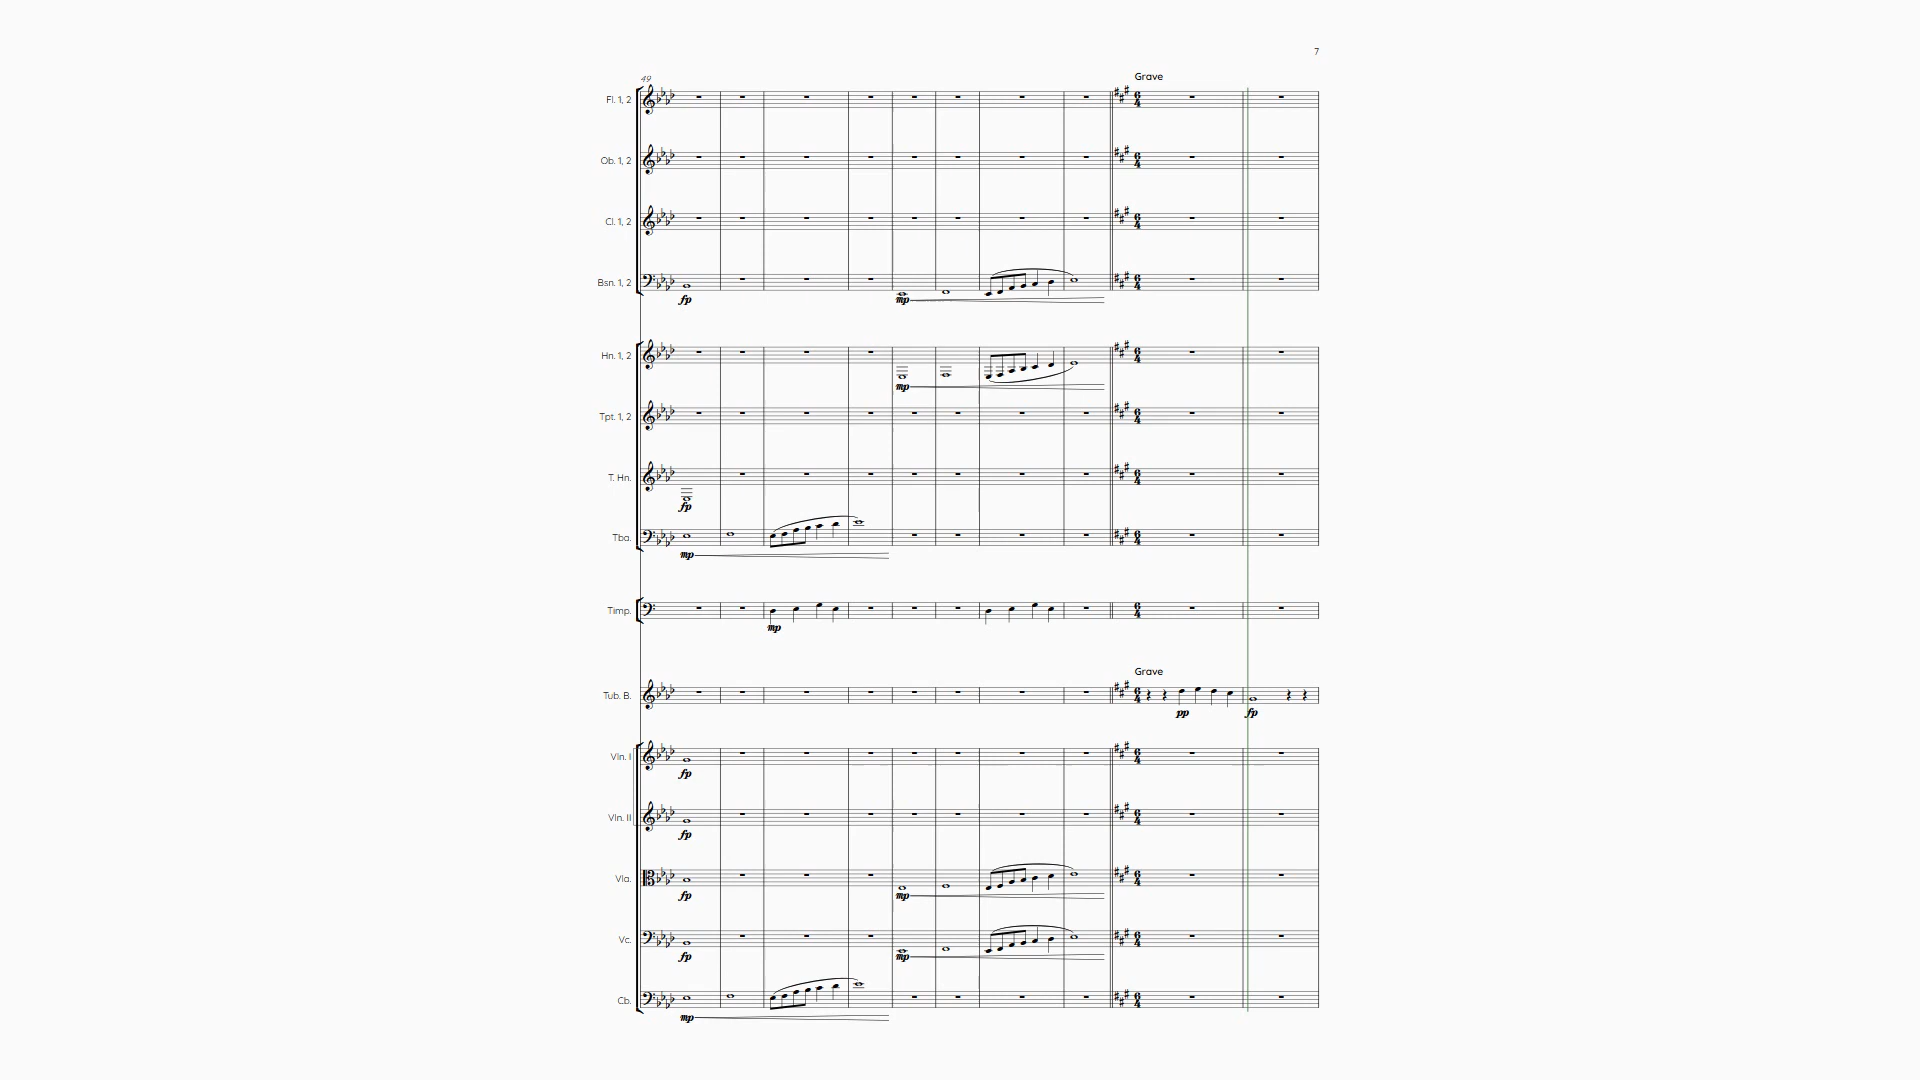 7
49
Grave
Fl. 1, 2
Ob. 1, 2
Cl. 1, 2
Bsn. 1, 2
fp
mp
Hn. 1, 2
mp
Tpt. 1, 2
T. Hn.
fp
Tba.
mp
Timp.
mp
Grave
Tub. B.
pp fp
Vln. I
fp
Vln. II
fp
Vla.
fp mp
Vc.
fp mp
Cb.
mp